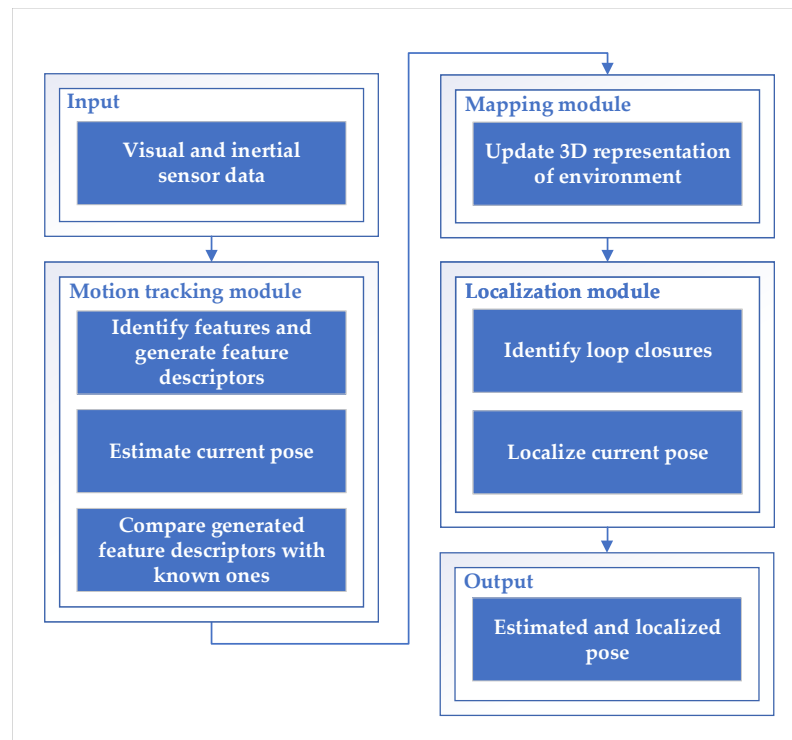 Input
Visual and inertial
sensor data
Motion tracking module
Identify features and
generate feature
descriptors
Estimate current pose
Compare generated
feature descriptors with
known ones
Mapping module
Update 3D representation
of environment
Localization module
Identify loop closures
Localize current pose
Output
Estimated and localized
pose